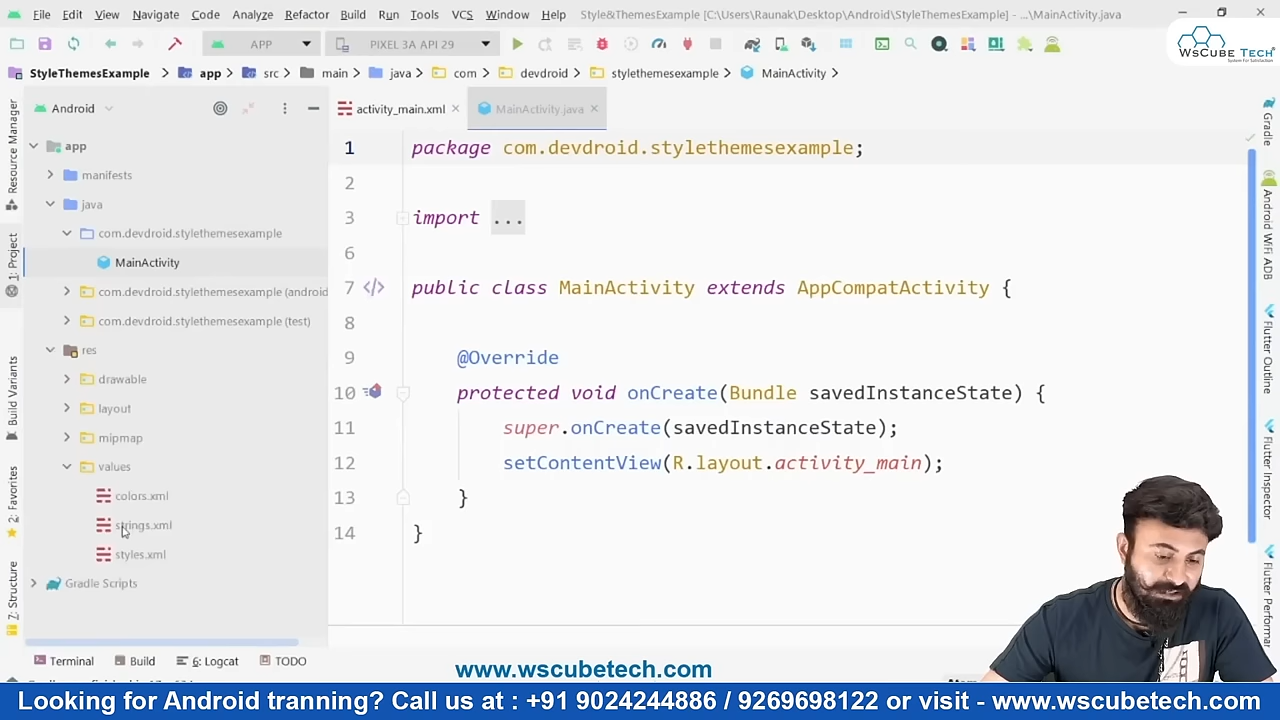 File Edit View Navigate Code Analyze Refactor Build Run Tools VCS Window Help Style&ThemesExample [C:\Users\Raunak\Desktop\Android\StyleThemesExample] - ...\MainActivity.java
APP PIXEL 3A API 29
WsCube Tech
System For Satisfaction
StyleThemesExample app src main java com devdroid stylethemesexample MainActivity
Android
activity_main.xml
MainActivity.java
Resource Manager
1: Project
Build Variants
2: Favorites
7: Structure
app
manifests
java
com.devdroid.stylethemesexample
MainActivity
com.devdroid.stylethemesexample (android
com.devdroid.stylethemesexample (test)
res
drawable
layout
mipmap
values
colors.xml
strings.xml
styles.xml
Gradle Scripts
1 package com.devdroid.stylethemesexample;
2
3 import ...
6
7 public class MainActivity extends AppCompatActivity {
8
9 @Override
10 protected void onCreate(Bundle savedInstanceState) {
11 super.onCreate(savedInstanceState);
12 setContentView(R.layout.activity_main);
13 }
14 }
Gradle
Android WiFi ADB
Flutter Outline
Flutter Inspector
Flutter Performan
Terminal Build 6: Logcat TODO
www.wscubetech.com
Looking for Android tranning? Call us at : +91 9024244886 / 9269698122 or visit - www.wscubetech.com